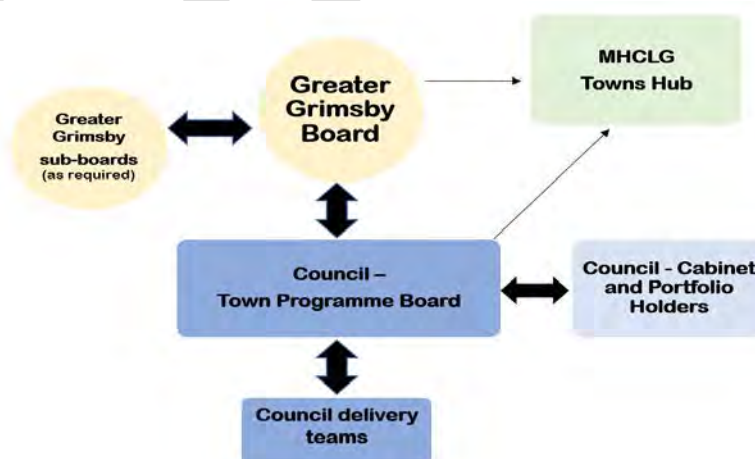 Greater
Grimsby
Board
MHCLG
Towns Hub
Greater
Grimsby
sub-boards
(as required)
Council –
Town Programme Board
Council - Cabinet
and Portfolio
Holders
Council delivery
teams